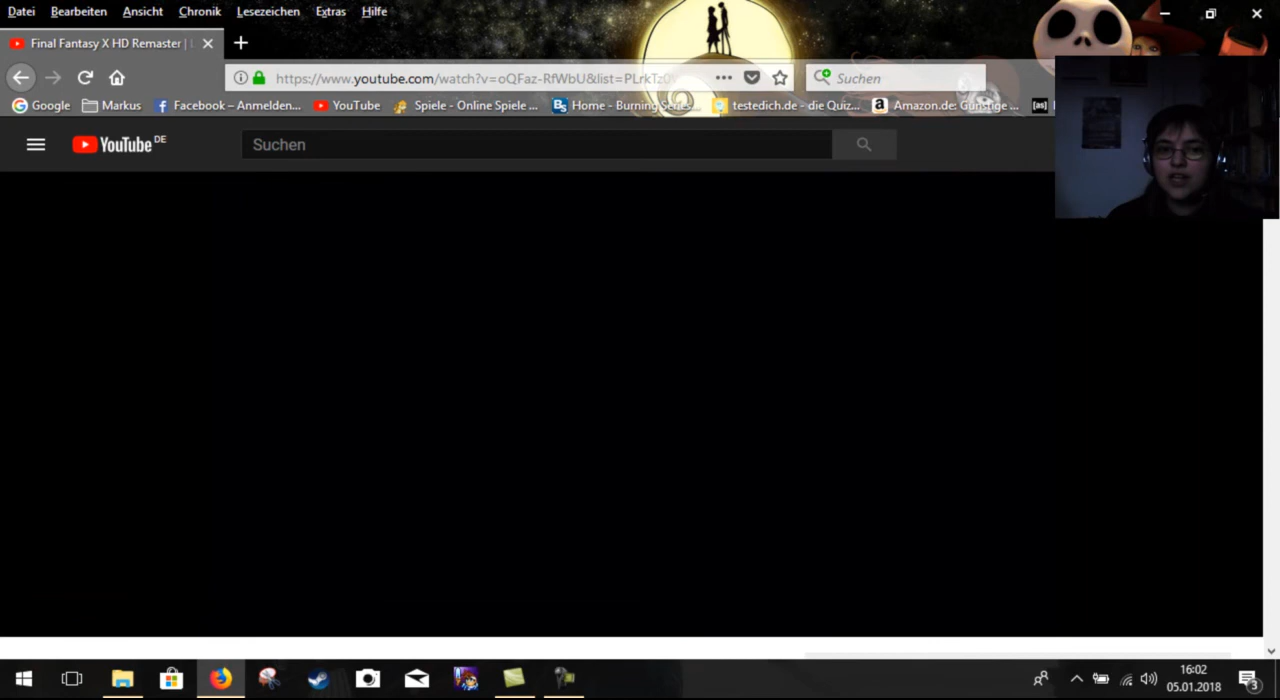 Datei Bearbeiten Ansicht Chronik Lesezeichen Extras Hilfe
Final Fantasy X HD Remaster |
https://www.youtube.com/watch?v=oQFaz-RfWbU&list=PLrkTz0 Suchen
Google Markus Facebook – Anmelden... YouTube Spiele - Online Spiele ... Home - Burning Series... testedich.de - die Quiz... Amazon.de: Günstige ... [as]
YouTube DE Suchen
16:02
05.01.2018
3